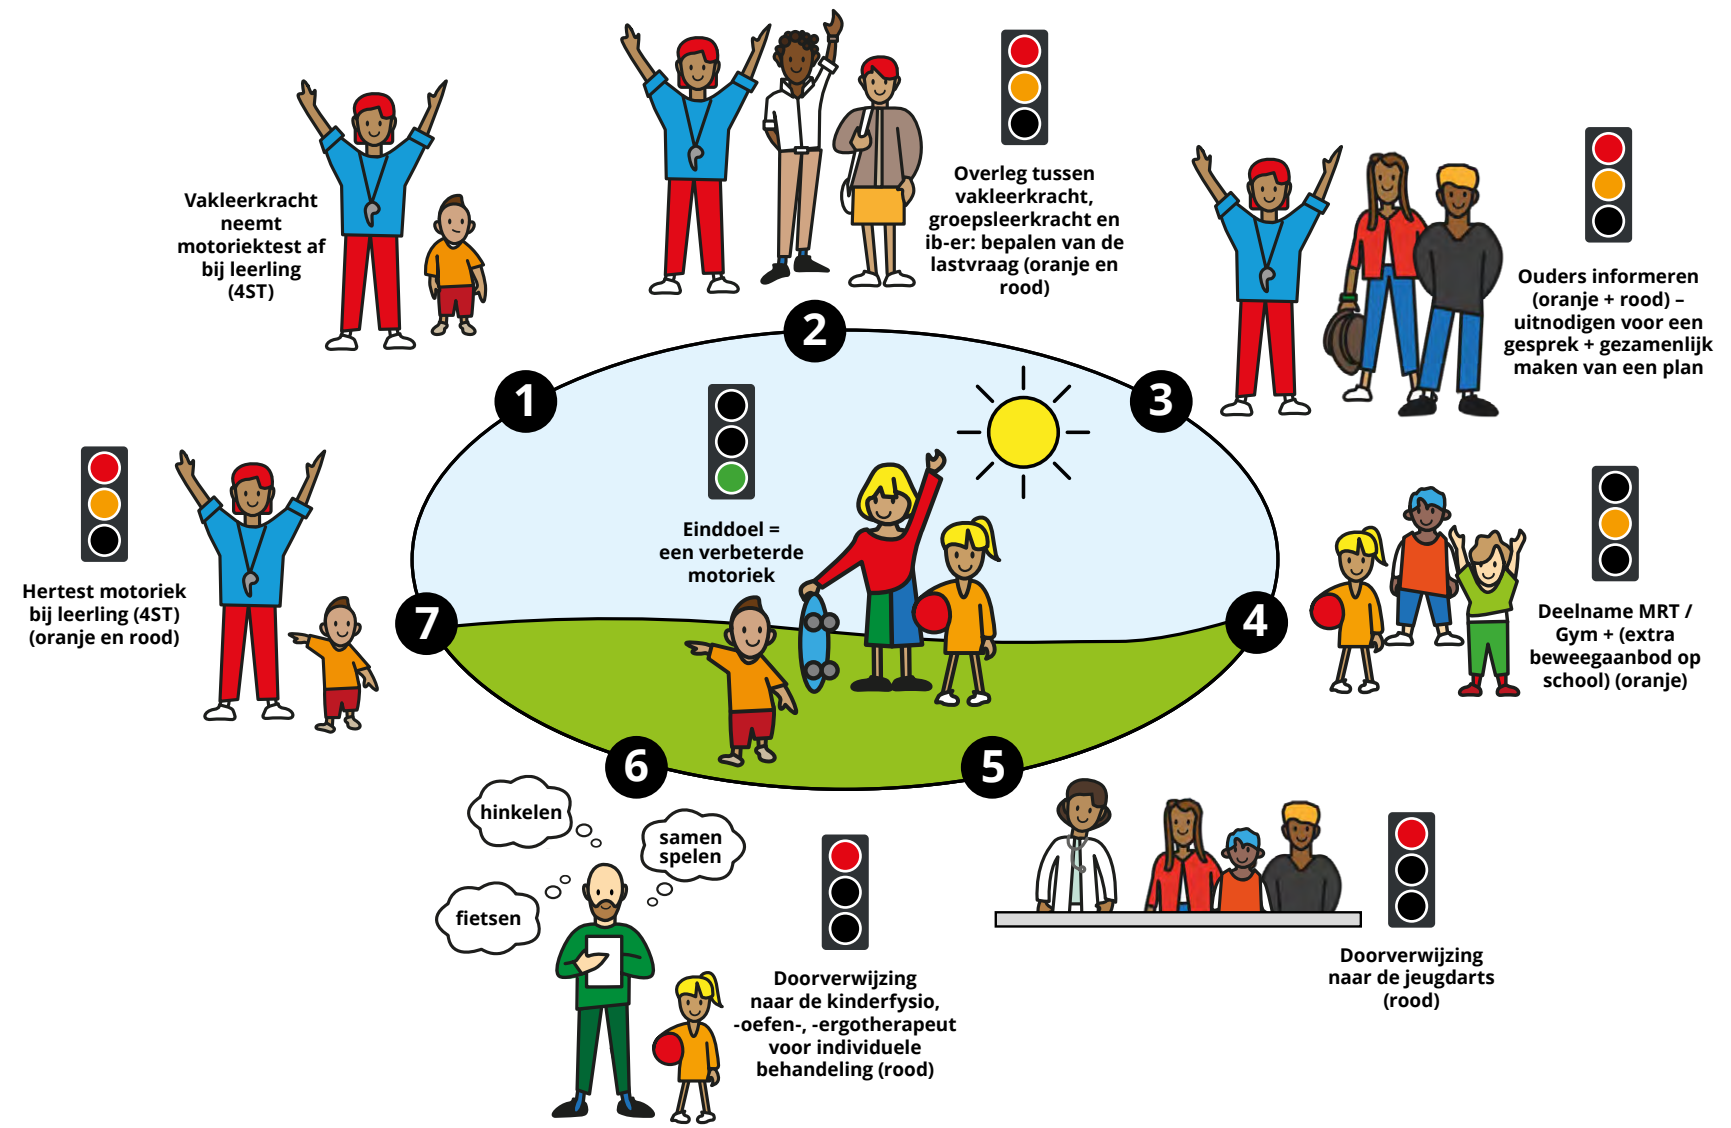 1
Vakleerkracht
neemt
motoriektest af
bij leerling
(4ST)
2
Overleg tussen
vakleerkracht,
groepsleerkracht en
ib-er: bepalen van de
lastvraag (oranje en
rood)
3
Ouders informeren
(oranje + rood) –
uitnodigen voor een
gesprek + gezamenlijk
maken van een plan
4
Deelname MRT /
Gym + (extra
beweegaanbod op
school) (oranje)
5
Doorverwijzing
naar de jeugdarts
(rood)
6
hinkelen
samen
spelen
fietsen
Doorverwijzing
naar de kinderfysio,
-oefen-, -ergotherapeut
voor individuele
behandeling (rood)
7
Hertest motoriek
bij leerling (4ST)
(oranje en rood)
Einddoel =
een verbeterde
motoriek